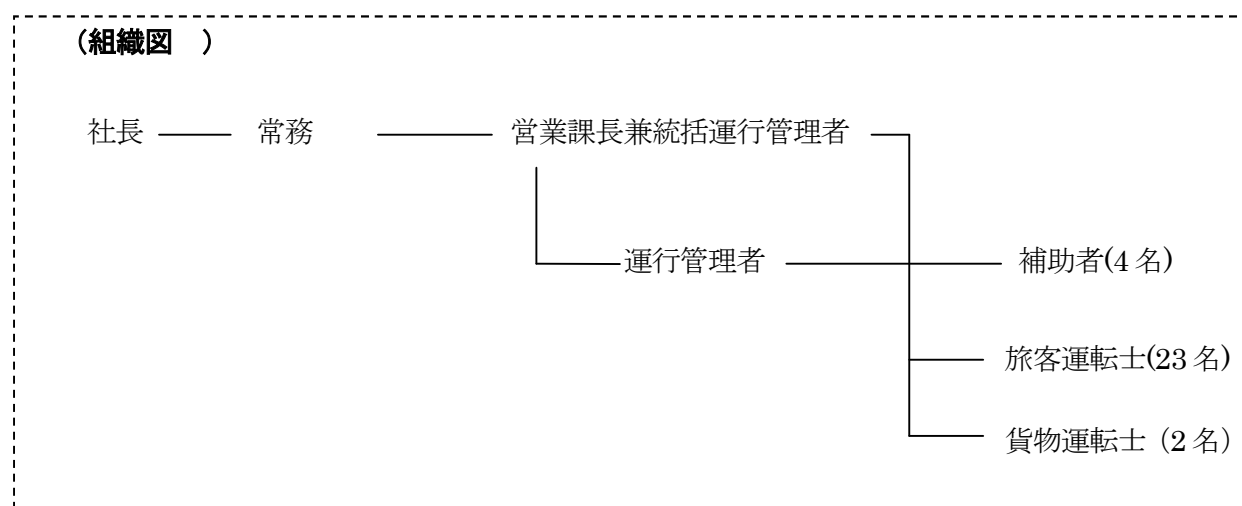 (組織図　)
社長 常務 営業課長兼統括運行管理者
運行管理者 補助者(4名)
旅客運転士(23名)
貨物運転士（2名）